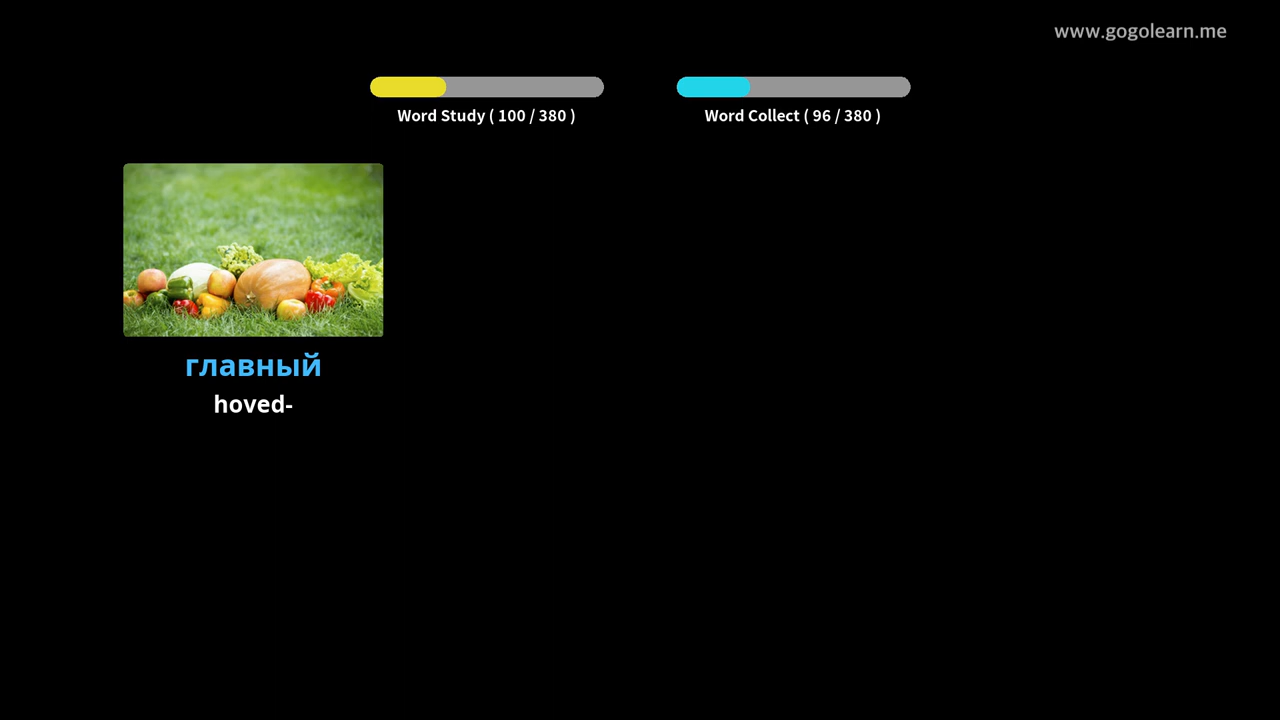 www.gogolearn.me
Word Study ( 100 / 380 )
Word Collect ( 96 / 380 )
главный
hoved-